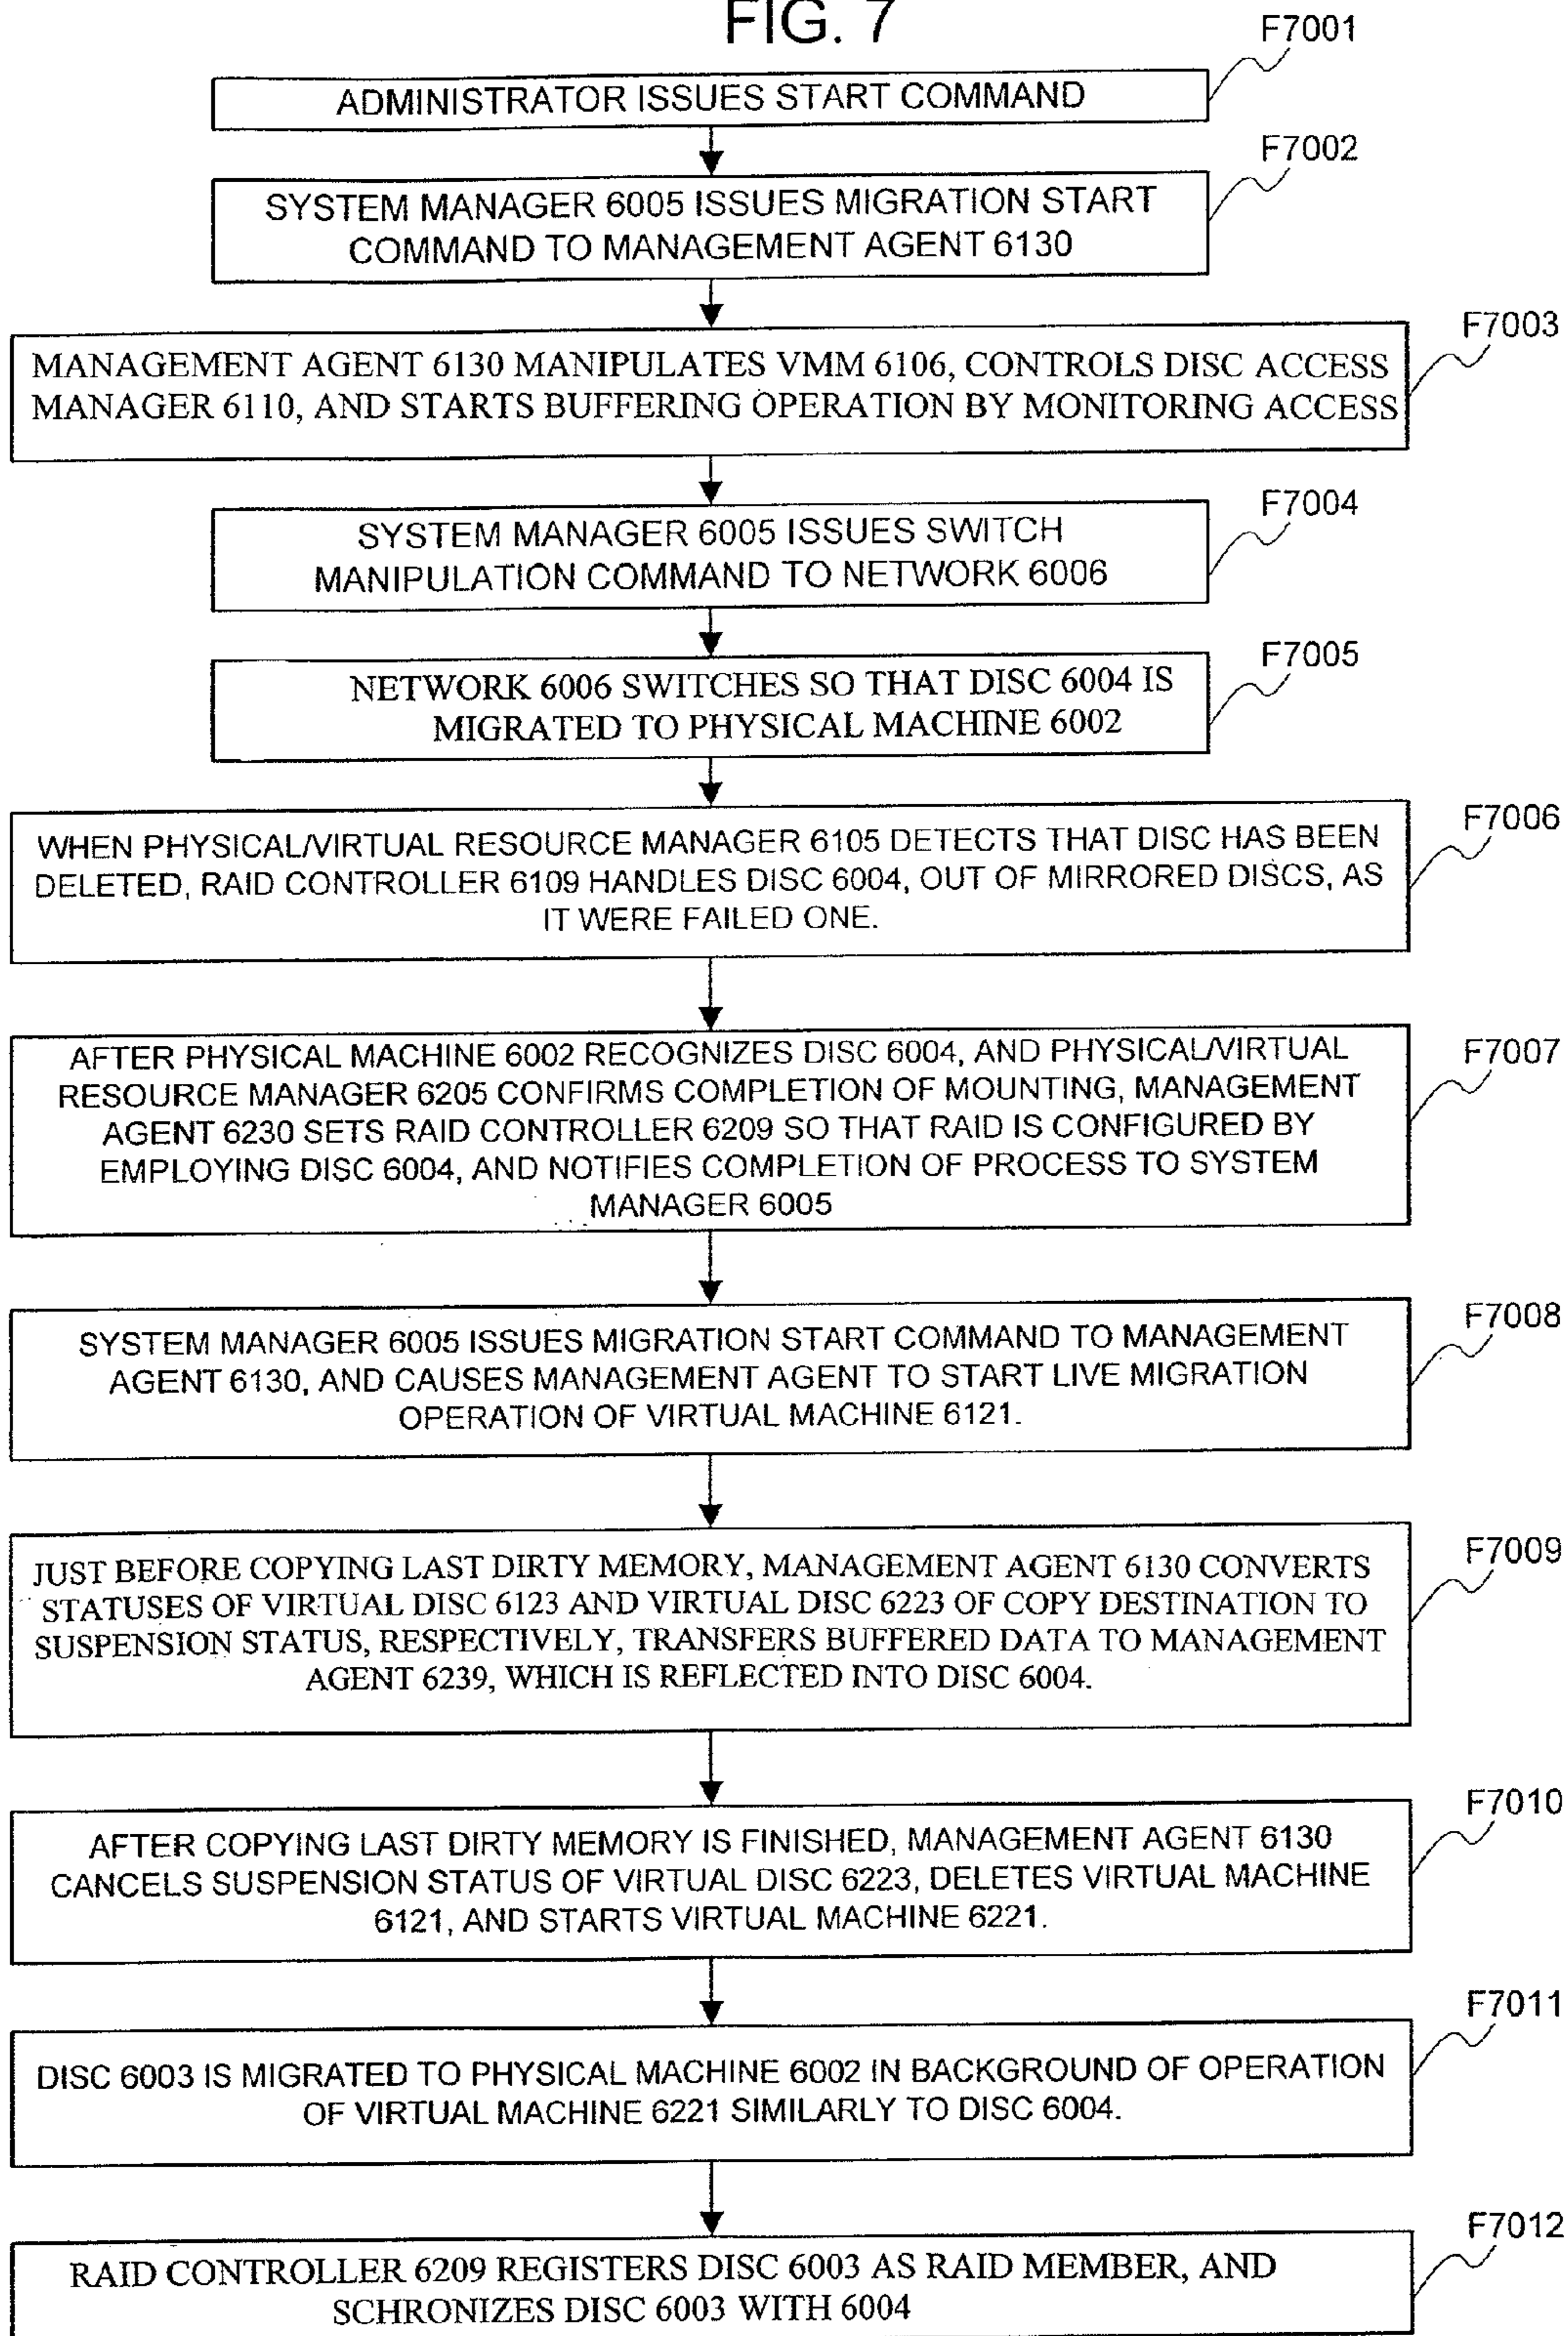 FIG. 7
F7001
ADMINISTRATOR ISSUES START COMMAND
F7002
SYSTEM MANAGER 6005 ISSUES MIGRATION START
COMMAND TO MANAGEMENT AGENT 6130
F7003
MANAGEMENT AGENT 6130 MANIPULATES VMM 6106, CONTROLS DISC ACCESS
MANAGER 6110, AND STARTS BUFFERING OPERATION BY MONITORING ACCESS
F7004
SYSTEM MANAGER 6005 ISSUES SWITCH
MANIPULATION COMMAND TO NETWORK 6006
F7005
NETWORK 6006 SWITCHES SO THAT DISC 6004 IS
MIGRATED TO PHYSICAL MACHINE 6002
F7006
WHEN PHYSICAL/VIRTUAL RESOURCE MANAGER 6105 DETECTS THAT DISC HAS BEEN
DELETED, RAID CONTROLLER 6109 HANDLES DISC 6004, OUT OF MIRRORED DISCS, AS
IT WERE FAILED ONE.
F7007
AFTER PHYSICAL MACHINE 6002 RECOGNIZES DISC 6004, AND PHYSICAL/VIRTUAL
RESOURCE MANAGER 6205 CONFIRMS COMPLETION OF MOUNTING, MANAGEMENT
AGENT 6230 SETS RAID CONTROLLER 6209 SO THAT RAID IS CONFIGURED BY
EMPLOYING DISC 6004, AND NOTIFIES COMPLETION OF PROCESS TO SYSTEM
MANAGER 6005
F7008
SYSTEM MANAGER 6005 ISSUES MIGRATION START COMMAND TO MANAGEMENT
AGENT 6130, AND CAUSES MANAGEMENT AGENT TO START LIVE MIGRATION
OPERATION OF VIRTUAL MACHINE 6121.
F7009
JUST BEFORE COPYING LAST DIRTY MEMORY, MANAGEMENT AGENT 6130 CONVERTS
STATUSES OF VIRTUAL DISC 6123 AND VIRTUAL DISC 6223 OF COPY DESTINATION TO
SUSPENSION STATUS, RESPECTIVELY, TRANSFERS BUFFERED DATA TO MANAGEMENT
AGENT 6239, WHICH IS REFLECTED INTO DISC 6004.
F7010
AFTER COPYING LAST DIRTY MEMORY IS FINISHED, MANAGEMENT AGENT 6130
CANCELS SUSPENSION STATUS OF VIRTUAL DISC 6223, DELETES VIRTUAL MACHINE
6121, AND STARTS VIRTUAL MACHINE 6221.
F7011
DISC 6003 IS MIGRATED TO PHYSICAL MACHINE 6002 IN BACKGROUND OF OPERATION
OF VIRTUAL MACHINE 6221 SIMILARLY TO DISC 6004.
F7012
RAID CONTROLLER 6209 REGISTERS DISC 6003 AS RAID MEMBER, AND
SCHRONIZES DISC 6003 WITH 6004